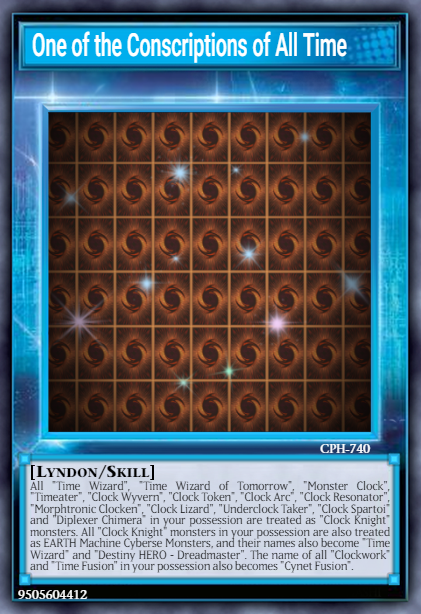 One of the Conscriptions of All Time
CPH-740
[LYNDON/SKILL]
All "Time Wizard", "Time Wizard of Tomorrow", "Monster Clock",
"Timeater", "Clock Wyvern", "Clock Token", "Clock Arc", "Clock Resonator",
"Morphtronic Clocken", "Clock Lizard", "Underclock Taker", "Clock Spartoi"
and "Diplexer Chimera" in your possession are treated as "Clock Knight"
monsters. All "Clock Knight" monsters in your possession are also treated
as EARTH Machine Cyberse Monsters, and their names also become "Time
Wizard" and "Destiny HERO - Dreadmaster". The name of all "Clockwork"
and "Time Fusion" in your possession also becomes "Cynet Fusion".
9505604412